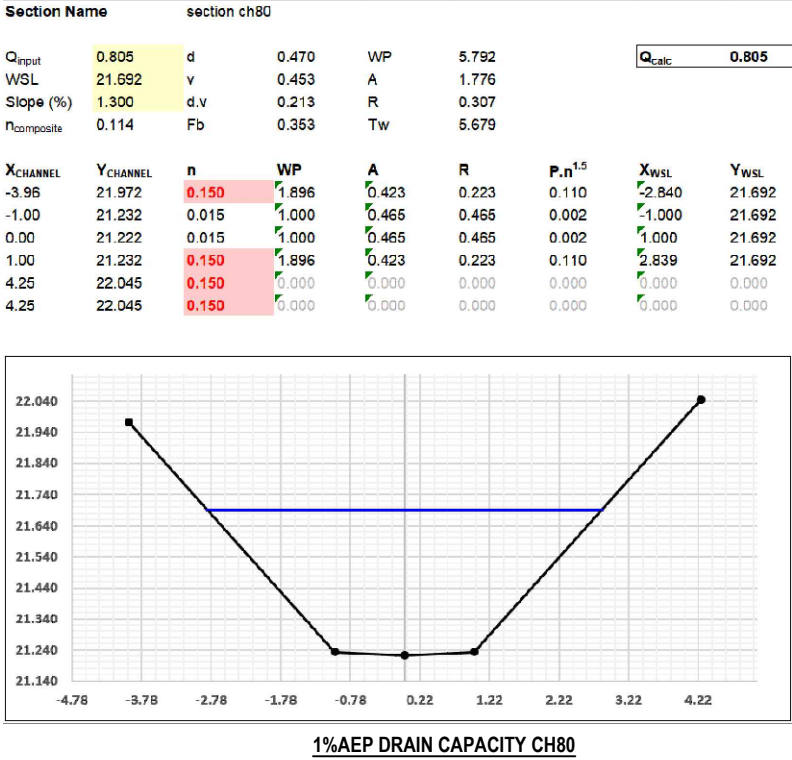 Section Name section ch80
Qinput 0.805 d 0.470 WP 5.792 Qcalc 0.805
WSL 21.692 v 0.453 A 1.776
Slope (%) 1.300 d.v 0.213 R 0.307
ncomposite 0.114 Fb 0.353 Tw 5.679
XCHANNEL YCHANNEL n WP A R P.n1.5 XWSL YWSL
-3.96 21.972 0.150 1.896 0.423 0.223 0.110 -2.840 21.692
-1.00 21.232 0.015 1.000 0.465 0.465 0.002 -1.000 21.692
0.00 21.222 0.015 1.000 0.465 0.465 0.002 1.000 21.692
1.00 21.232 0.150 1.896 0.423 0.223 0.110 2.839 21.692
4.25 22.045 0.150 0.000 0.000 0.000 0.000 0.000 0.000
4.25 22.045 0.150 0.000 0.000 0.000 0.000 0.000 0.000
22.040
21.940
21.840
21.740
21.640
21.540
21.440
21.340
21.240
21.140
-4.78 -3.78 -2.78 -1.78 -0.78 0.22 1.22 2.22 3.22 4.22
1%AEP DRAIN CAPACITY CH80